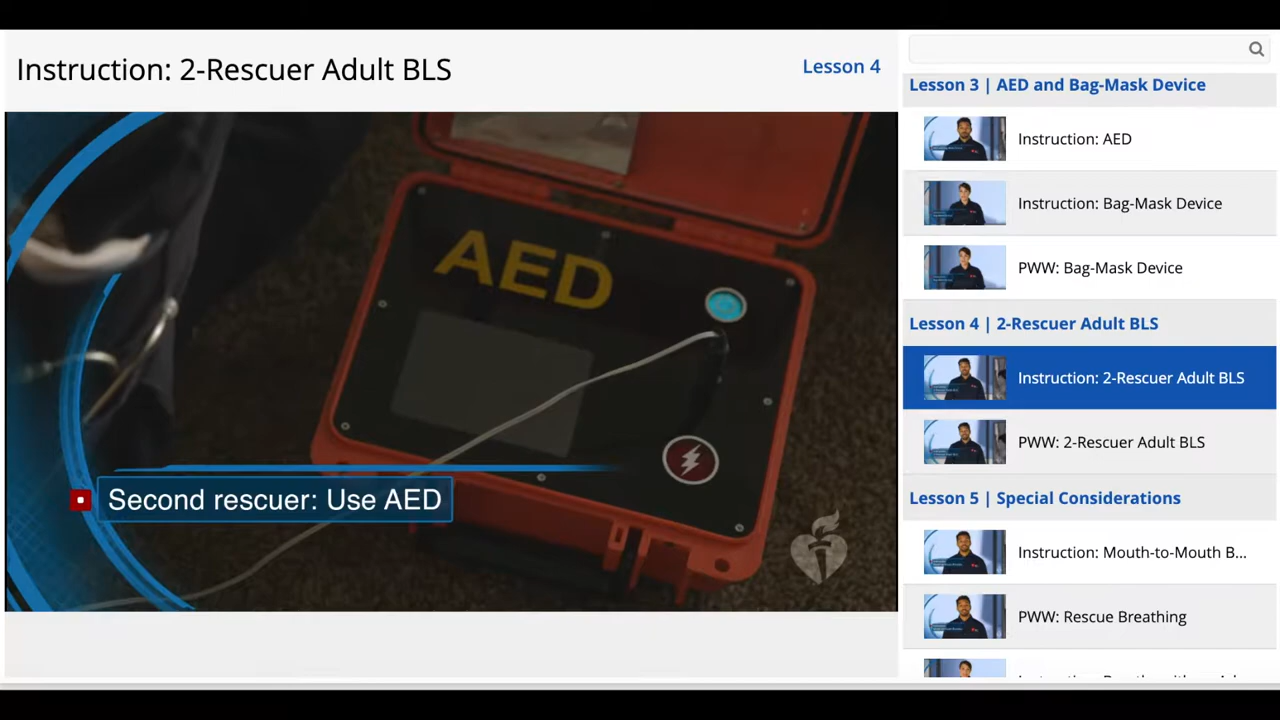 Instruction: 2-Rescuer Adult BLS
Lesson 4
AED
Second rescuer: Use AED
Lesson 3 | AED and Bag-Mask Device
Instruction: AED
Instruction: Bag-Mask Device
PWW: Bag-Mask Device
Lesson 4 | 2-Rescuer Adult BLS
Instruction: 2-Rescuer Adult BLS
PWW: 2-Rescuer Adult BLS
Lesson 5 | Special Considerations
Instruction: Mouth-to-Mouth B...
PWW: Rescue Breathing